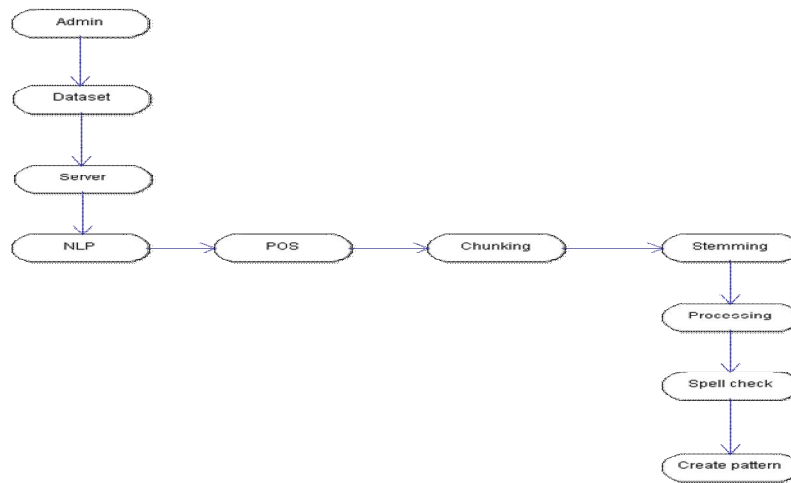 Admin
Dataset
Server
NLP
POS
Chunking
Stemming
Processing
Spell check
Create pattern